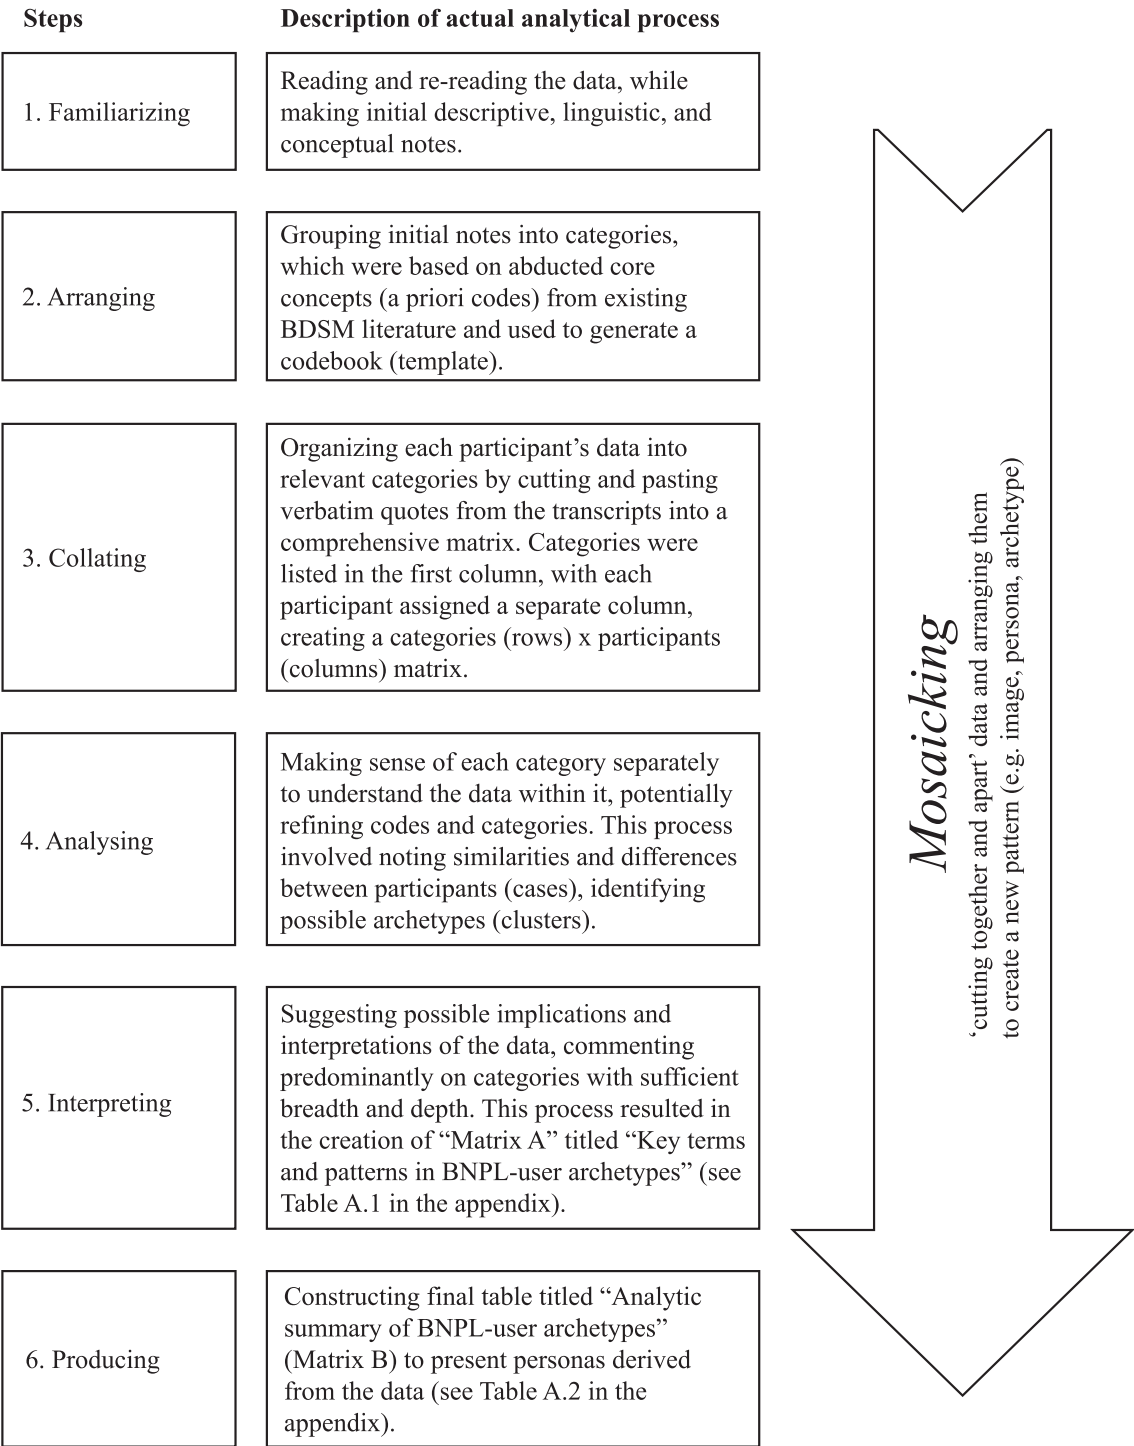 Steps
Description of actual analytical process
1. Familiarizing
Reading and re-reading the data, while
making initial descriptive, linguistic, and
conceptual notes.
2. Arranging
Grouping initial notes into categories,
which were based on abducted core
concepts (a priori codes) from existing
BDSM literature and used to generate a
codebook (template).
3. Collating
Organizing each participant’s data into
relevant categories by cutting and pasting
verbatim quotes from the transcripts into a
comprehensive matrix. Categories were
listed in the first column, with each
participant assigned a separate column,
creating a categories (rows) x participants
(columns) matrix.
4. Analysing
Making sense of each category separately
to understand the data within it, potentially
refining codes and categories. This process
involved noting similarities and differences
between participants (cases), identifying
possible archetypes (clusters).
5. Interpreting
Suggesting possible implications and
interpretations of the data, commenting
predominantly on categories with sufficient
breadth and depth. This process resulted in
the creation of “Matrix A” titled “Key terms
and patterns in BNPL-user archetypes” (see
Table A.1 in the appendix).
6. Producing
Constructing final table titled “Analytic
summary of BNPL-user archetypes”
(Matrix B) to present personas derived
from the data (see Table A.2 in the
appendix).
Mosaicking
‘cutting together and apart’ data and arranging them
to create a new pattern (e.g. image, persona, archetype)